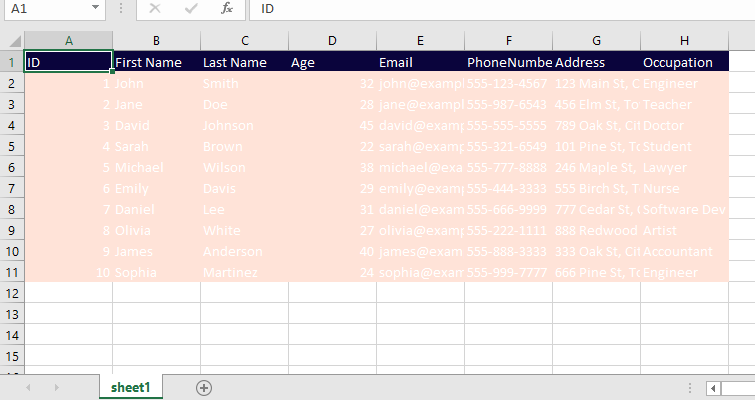 A1 fx ID
A B C D E F G H
1 ID First Name Last Name Age Email PhoneNumbe Address Occupation
2 1 John Smith 32 john@exampl 555-123-4567 123 Main St, C Engineer
3 2 Jane Doe 28 jane@exampl 555-987-6543 456 Elm St, To Teacher
4 3 David Johnson 45 david@examp 555-555-5555 789 Oak St, Cit Doctor
5 4 Sarah Brown 22 sarah@examp 555-321-6549 101 Pine St, To Student
6 5 Michael Wilson 38 michael@exa 555-777-8888 246 Maple St, Lawyer
7 6 Emily Davis 29 emily@examp 555-444-3333 555 Birch St, T Nurse
8 7 Daniel Lee 31 daniel@exam 555-666-9999 777 Cedar St, Software Dev
9 8 Olivia White 27 olivia@examp 555-222-1111 888 Redwood Artist
10 9 James Anderson 40 james@exam 555-888-3333 333 Oak St, Cit Accountant
11 10 Sophia Martinez 24 sophia@exam 555-999-7777 666 Pine St, To Engineer
12
13
14
15
sheet1